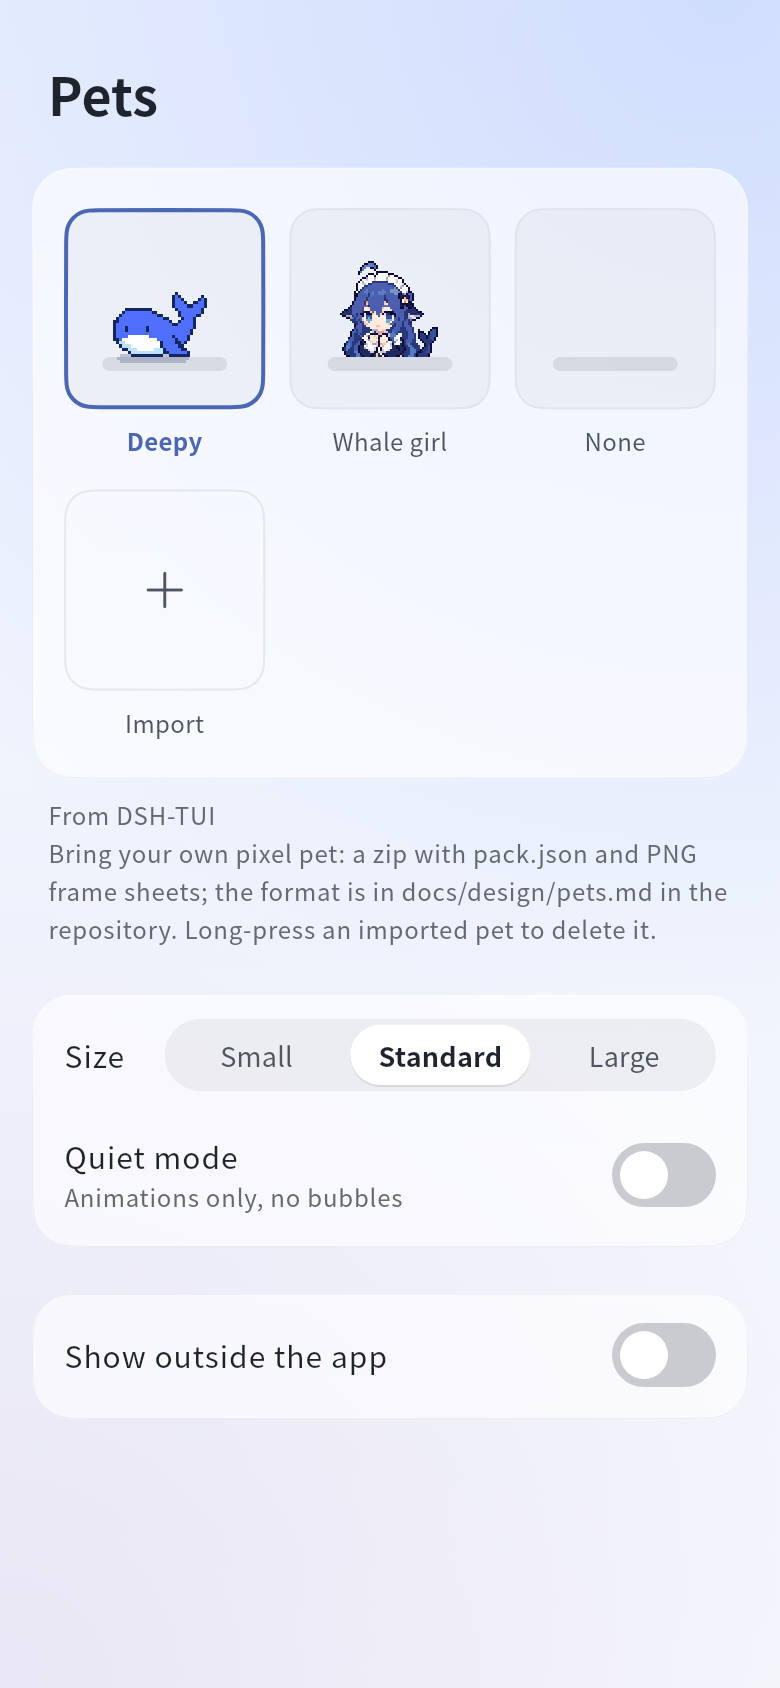 Pets
Deepy
Whale girl
None
Import
From DSH-TUI
Bring your own pixel pet: a zip with pack.json and PNG
frame sheets; the format is in docs/design/pets.md in the
repository. Long-press an imported pet to delete it.
Size
Small
Standard
Large
Quiet mode
Animations only, no bubbles
Show outside the app